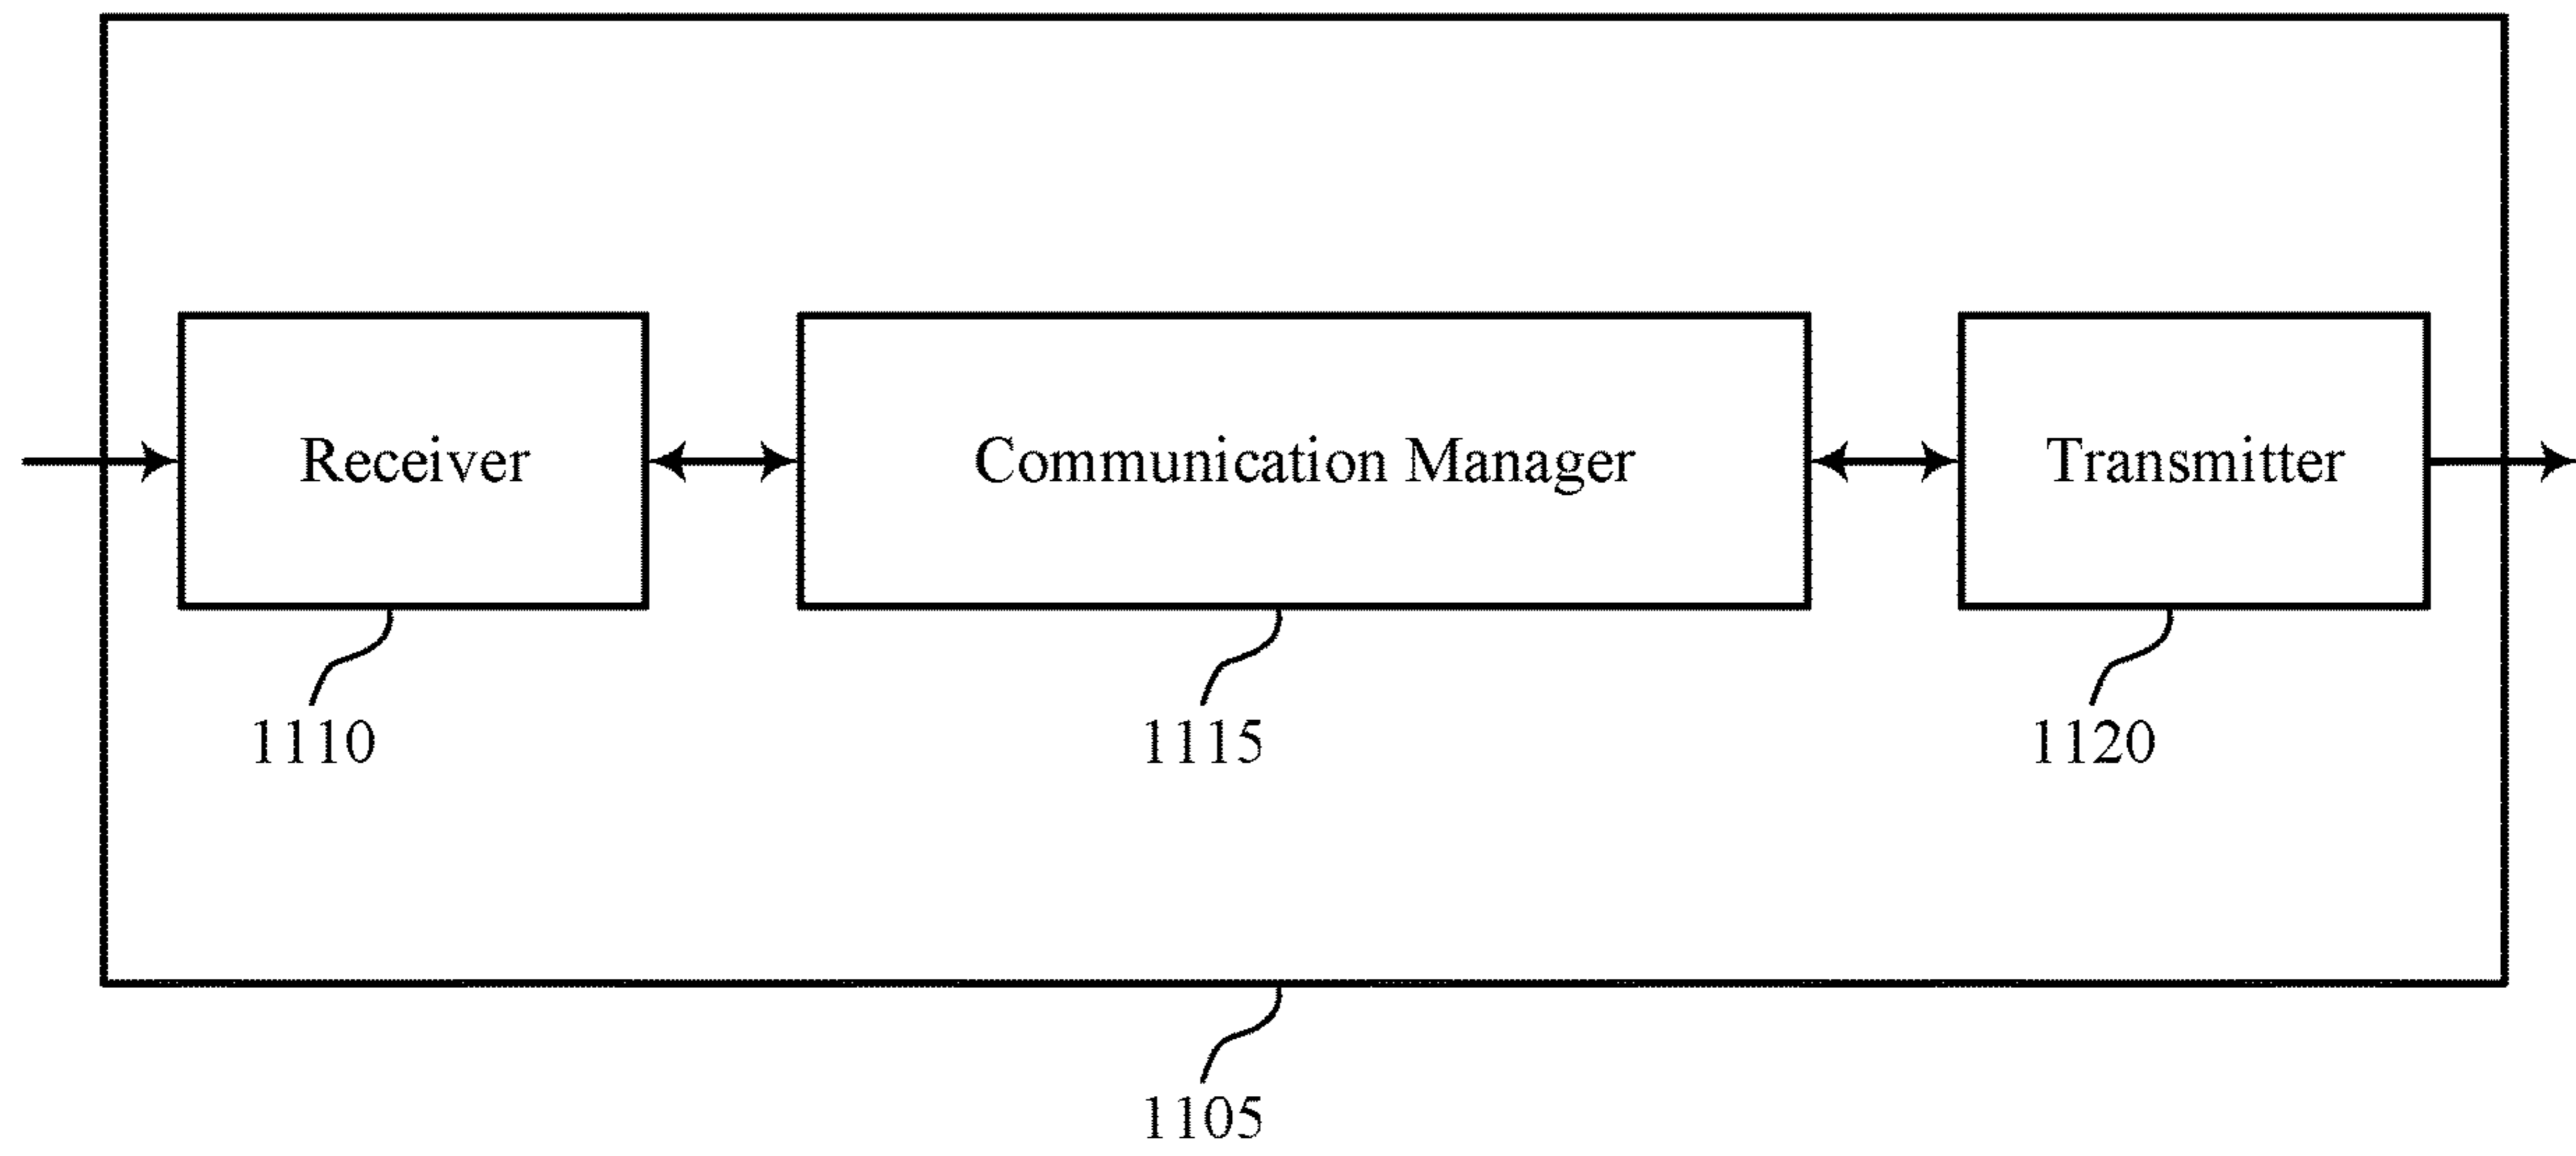 Receiver
Communication Manager
Transmitter
1110
1115
1120
1105